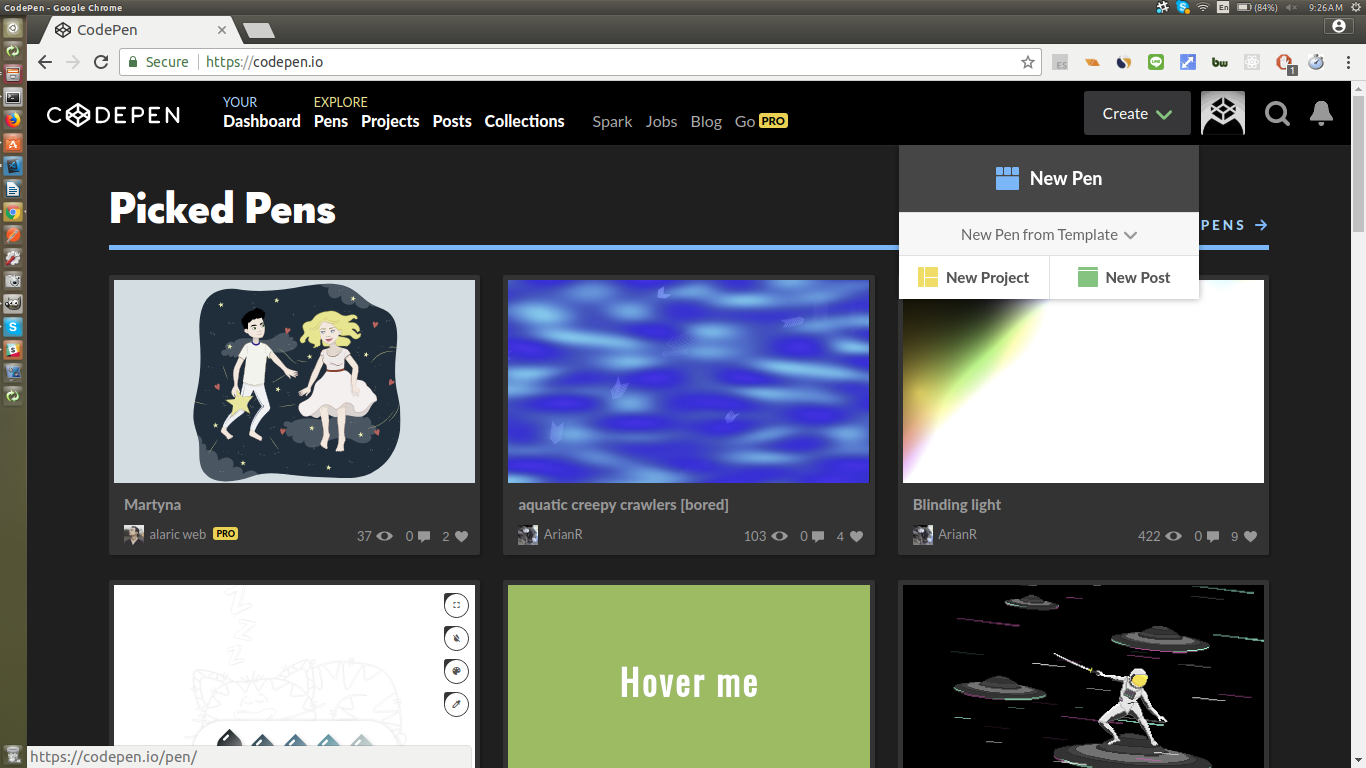 CodePen - Google Chrome
En (84%) 9:26AM
CodePen
Secure https://codepen.io
ES bw 1
CODEPEN
YOUR EXPLORE
Dashboard Pens Projects Posts Collections Spark Jobs Blog Go PRO
Create
New Pen
Picked Pens
PENS →
New Pen from Template
New Project New Post
Martyna
alaric web PRO 37 0 2
aquatic creepy crawlers [bored]
ArianR 103 0 4
Blinding light
ArianR 422 0 9
Z
Z
Z
Hover me
https://codepen.io/pen/